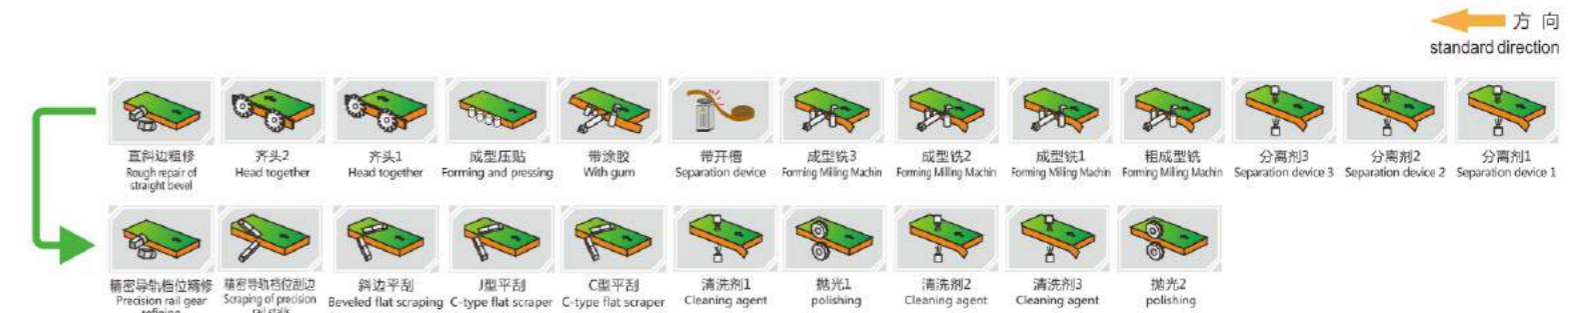 方 向
standard direction
直斜边粗修
Rough repair of
straight bevel
齐头2
Head together
齐头1
Head together
成型压贴
Forming and pressing
带涂胶
With gum
带开槽
Separation device
成型铣3
Forming Milling Machin
成型铣2
Forming Milling Machin
成型铣1
Forming Milling Machin
粗成型铣
Forming Milling Machin
分离剂3
Separation device 3
分离剂2
Separation device 2
分离剂1
Separation device 1
精密导轨档位精修
Precision rail gear
refining
精密导轨档位刮边
Scraping of precision
rail stalls
斜边平刮
Beveled flat scraping
J型平刮
C-type flat scraper
C型平刮
C-type flat scraper
清洗剂1
Cleaning agent
抛光1
polishing
清洗剂2
Cleaning agent
清洗剂3
Cleaning agent
抛光2
polishing